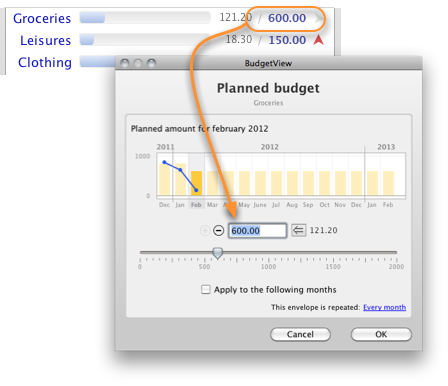 Groceries 121.20 / 600.00
Leisures 18.30 / 150.00
Clothing
BudgetView
Planned budget
Groceries
Planned amount for february 2012
2011 2012 2013
1000
0
Dec Jan Feb Mar Apr May Jun Jul Aug Sep Oct Nov Dec Jan Feb
600.00 121.20
0 500 1000 1500 2000
Apply to the following months
This envelope is repeated: Every month
Cancel OK